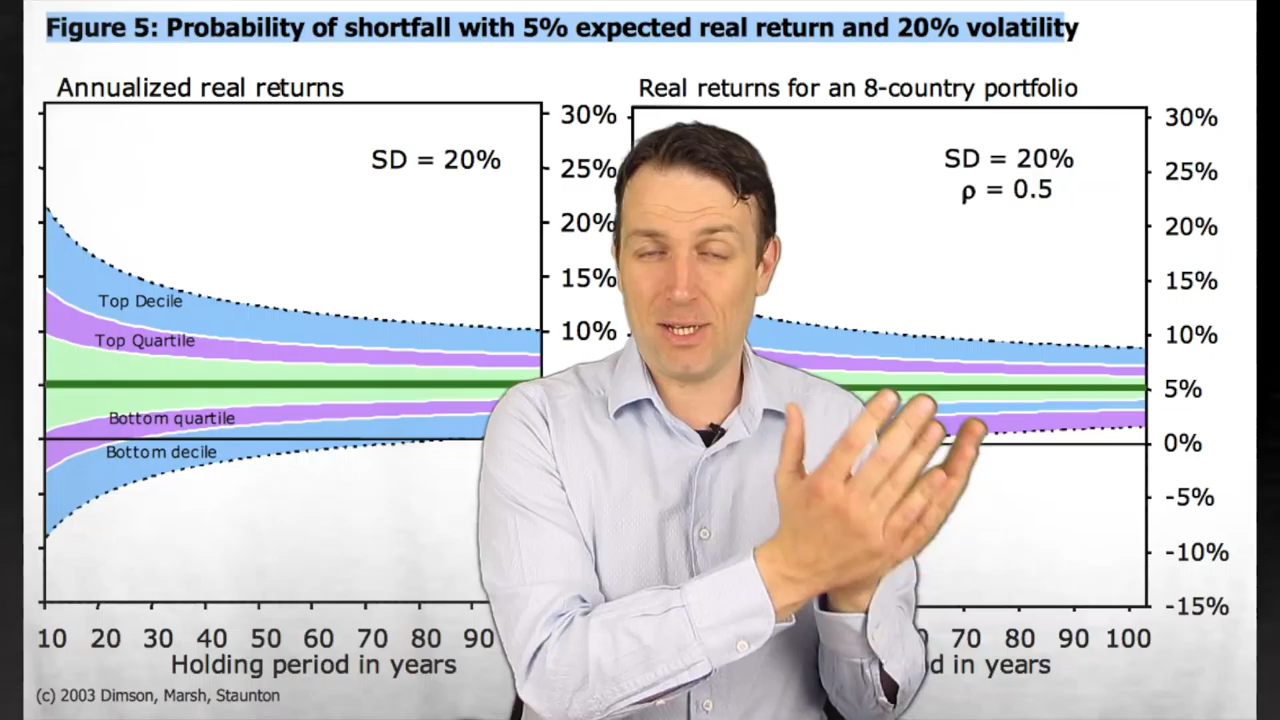 Figure 5: Probability of shortfall with 5% expected real return and 20% volatility
Annualized real returns
SD = 20%
30%
25%
20%
15%
10%
Top Decile
Top Quartile
Bottom quartile
Bottom decile
10 20 30 40 50 60 70 80 90
Holding period in years
Real returns for an 8-country portfolio
SD = 20%
ρ = 0.5
30%
25%
20%
15%
10%
5%
0%
-5%
-10%
-15%
70 80 90 100
d in years
(c) 2003 Dimson, Marsh, Staunton